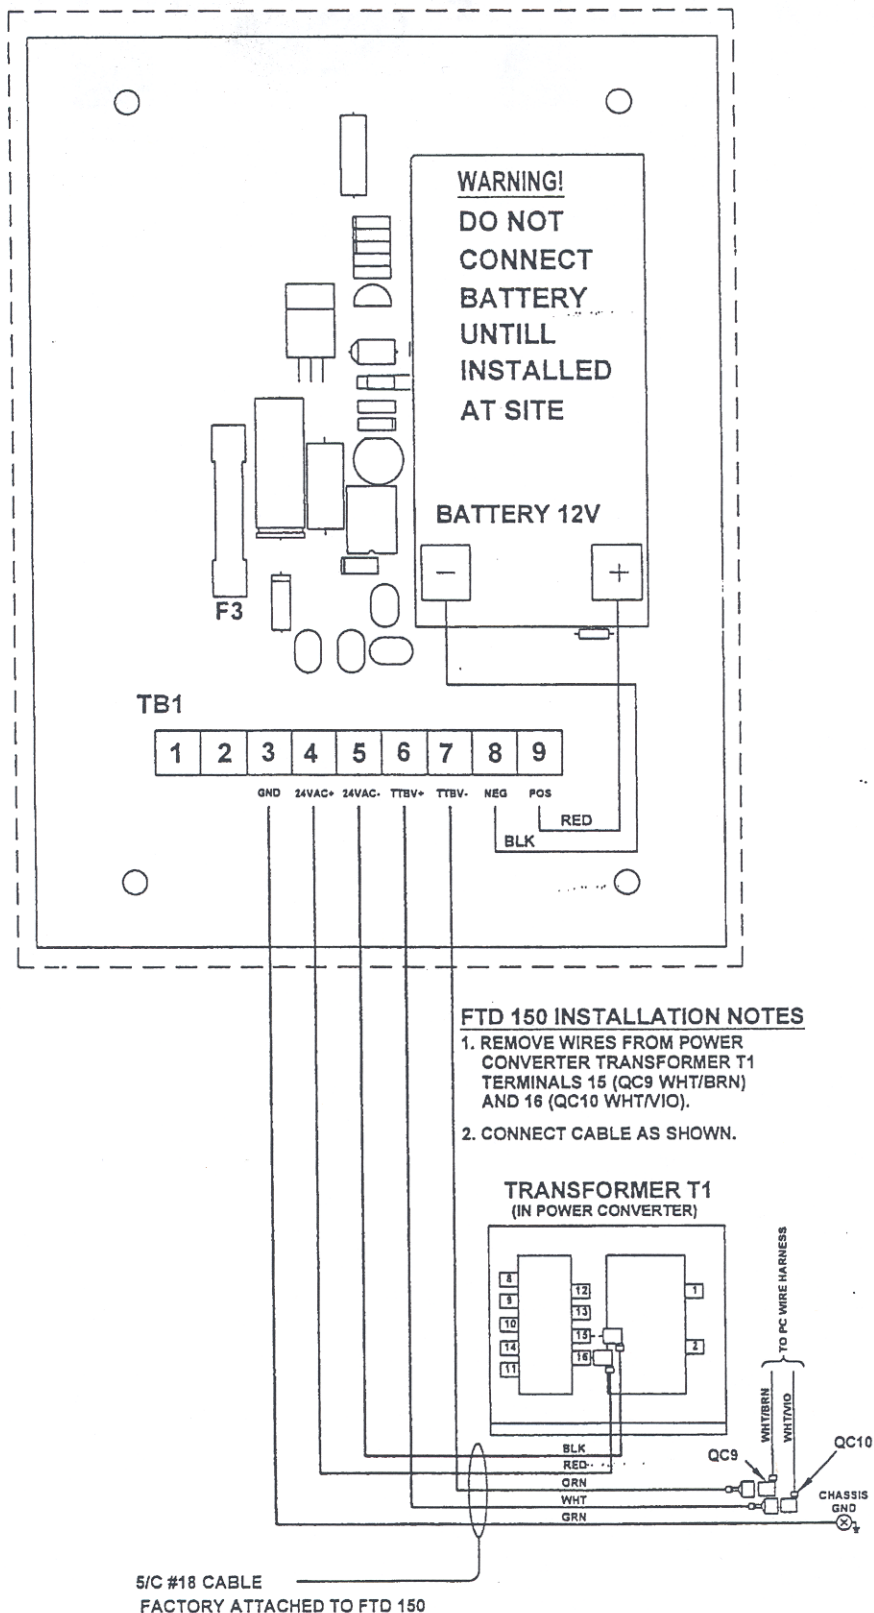 WARNING!
DO NOT
CONNECT
BATTERY
UNTILL
INSTALLED
AT SITE
BATTERY 12V
− +
F3
TB1
1 2 3 4 5 6 7 8 9
GND 24VAC+ 24VAC- TTBV+ TTBV- NEG POS
RED
BLK
FTD 150 INSTALLATION NOTES
1. REMOVE WIRES FROM POWER
CONVERTER TRANSFORMER T1
TERMINALS 15 (QC9 WHT/BRN)
AND 16 (QC10 WHT/VIO).
2. CONNECT CABLE AS SHOWN.
TRANSFORMER T1
(IN POWER CONVERTER)
8
9
10
14
11
12
13
15
16
1
2
TO PC WIRE HARNESS
WHT/BRN
WHT/VIO
QC9
QC10
CHASSIS
GND
BLK
RED
ORN
WHT
GRN
5/C #18 CABLE
FACTORY ATTACHED TO FTD 150